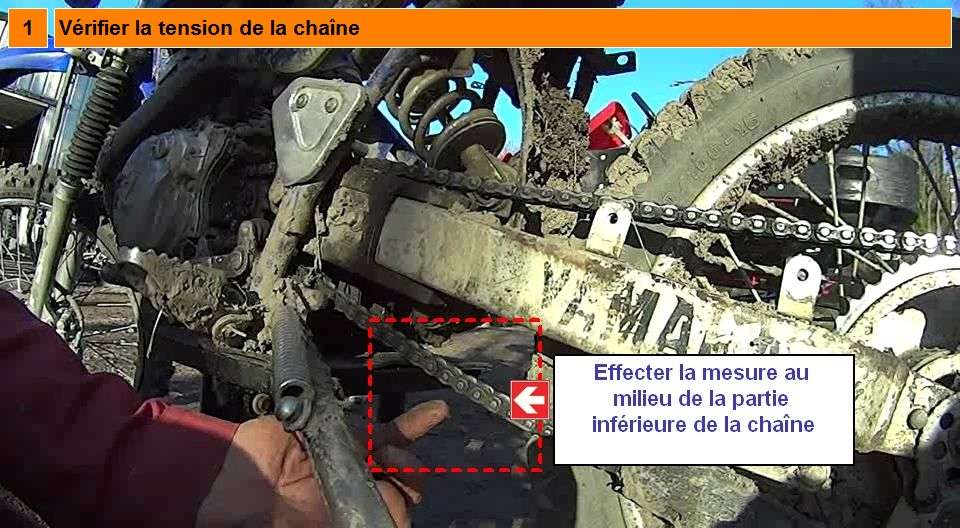 1 Vérifier la tension de la chaîne
Effecter la mesure au
milieu de la partie
inférieure de la chaîne
YAMAHA